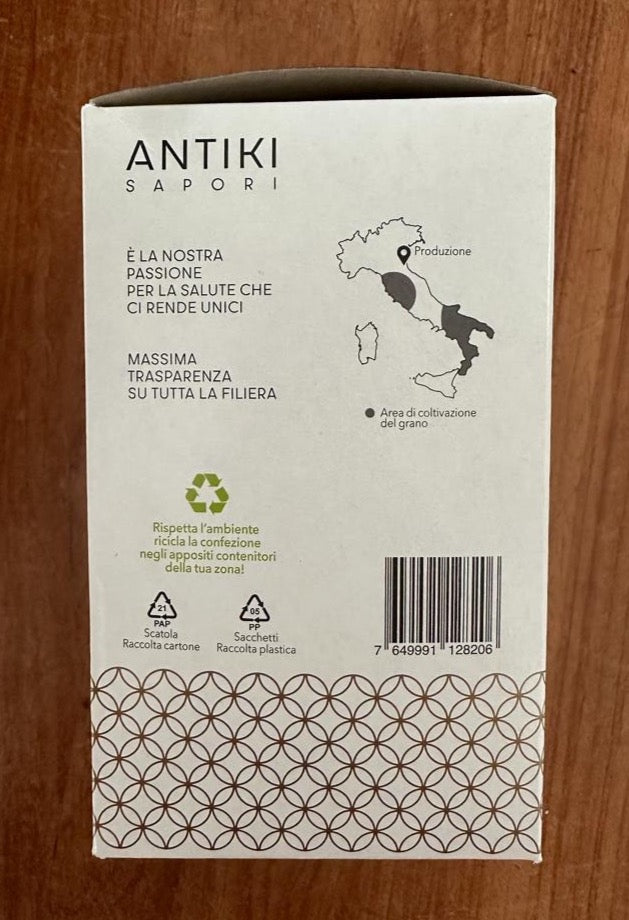 ANTIKI
SAPORI
È LA NOSTRA
PASSIONE
PER LA SALUTE CHE
CI RENDE UNICI
MASSIMA
TRASPARENZA
SU TUTTA LA FILIERA
Produzione
Area di coltivazione
del grano
Rispetta l'ambiente
ricicla la confezione
negli appositi contenitori
della tua zona!
21
PAP
Scatola
Raccolta cartone
05
PP
Sacchetti
Raccolta plastica
7 649991 128206